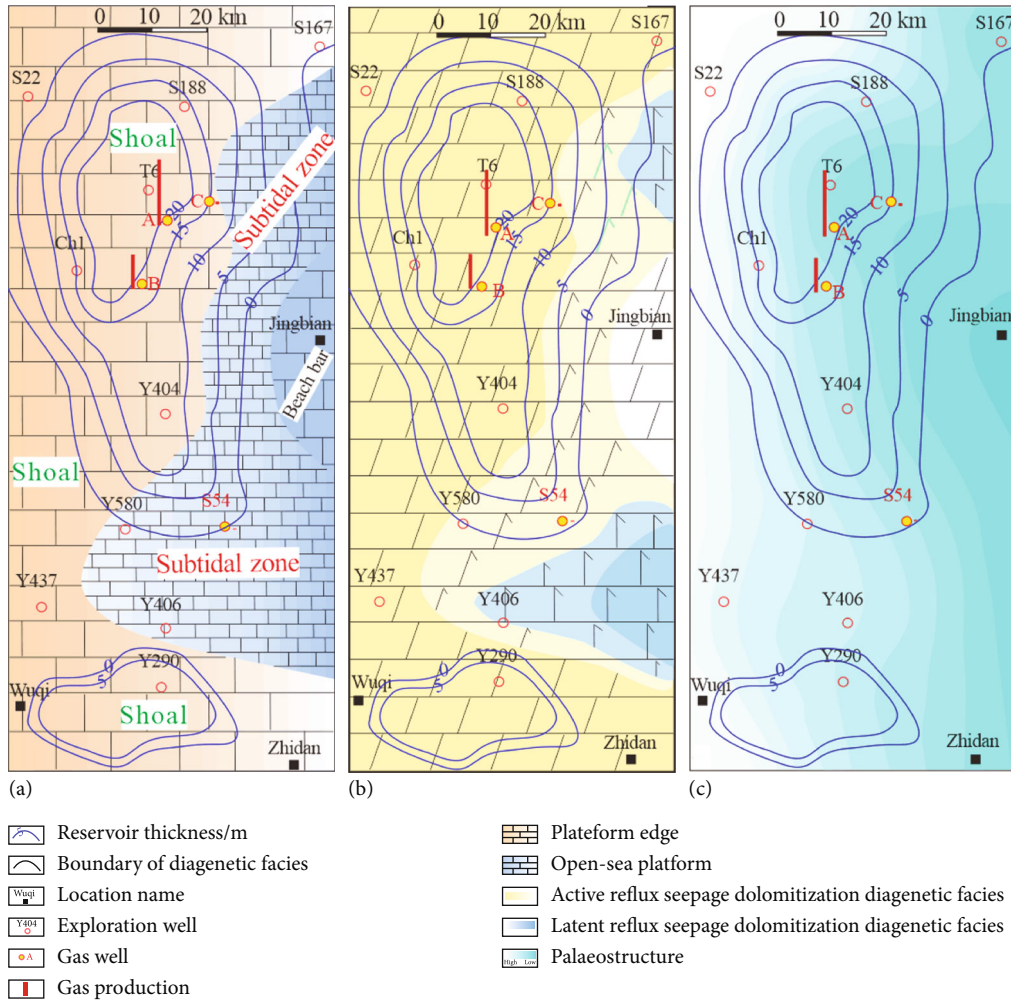 0 10 20 km
S167
S22
S188
Shoal
T6
Subtidal zone
C
A
20
15
10
5
0
Ch1
B
Jingbian
Beach bar
Y404
Shoal
Y580
S54
Subtidal zone
Y437
Y406
Y290
0
5
Wuqi
Shoal
Zhidan
(a)
0 10 20 km
S22
S188
T6
C
A
20
15
10
5
0
Ch1
B
Jingbian
Y404
Y580
S54
Y437
Y406
Y290
0
5
Wuqi
Zhidan
(b)
0 10 20 km
S167
S22
S188
T6
C
A
20
15
10
5
0
Ch1
B
Jingbian
Y404
Y580
S54
Y437
Y406
Y290
Wuqi
Zhidan
(c)
5 Reservoir thickness/m
Boundary of diagenetic facies
Wuqi Location name
Y404 Exploration well
A Gas well
Gas production
Plateform edge
Open-sea platform
Active reflux seepage dolomitization diagenetic facies
Latent reflux seepage dolomitization diagenetic facies
High Low Palaeostructure